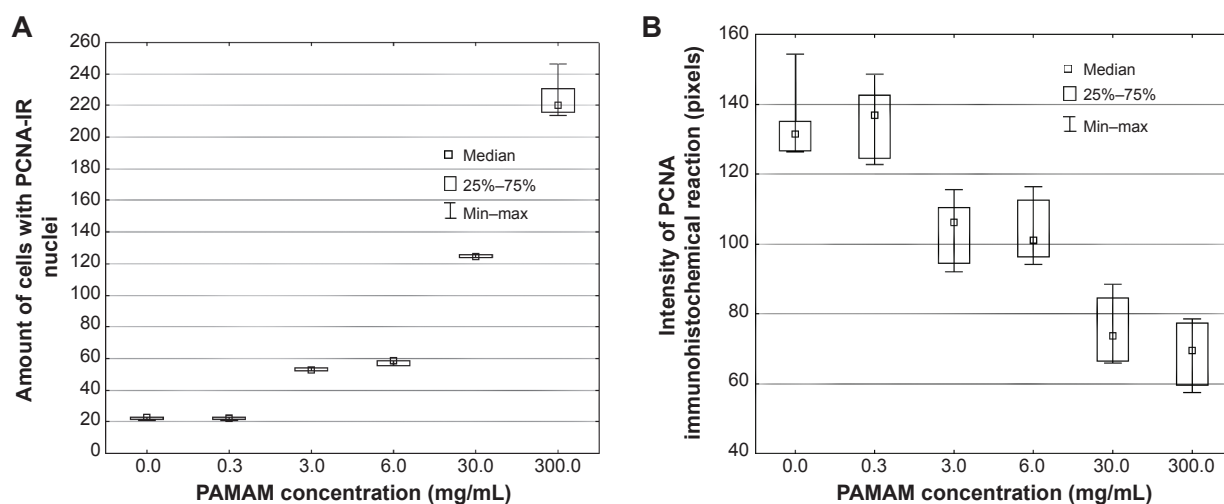 A
Amount of cells with PCNA-IR
nuclei
260
240
220
200
180
160
140
120
100
80
60
40
20
0
Median
25%–75%
Min–max
0.0 0.3 3.0 6.0 30.0 300.0
PAMAM concentration (mg/mL)
B
Intensity of PCNA
immunohistochemical reaction (pixels)
160
140
120
100
80
60
40
Median
25%–75%
Min–max
0.0 0.3 3.0 6.0 30.0 300.0
PAMAM concentration (mg/mL)